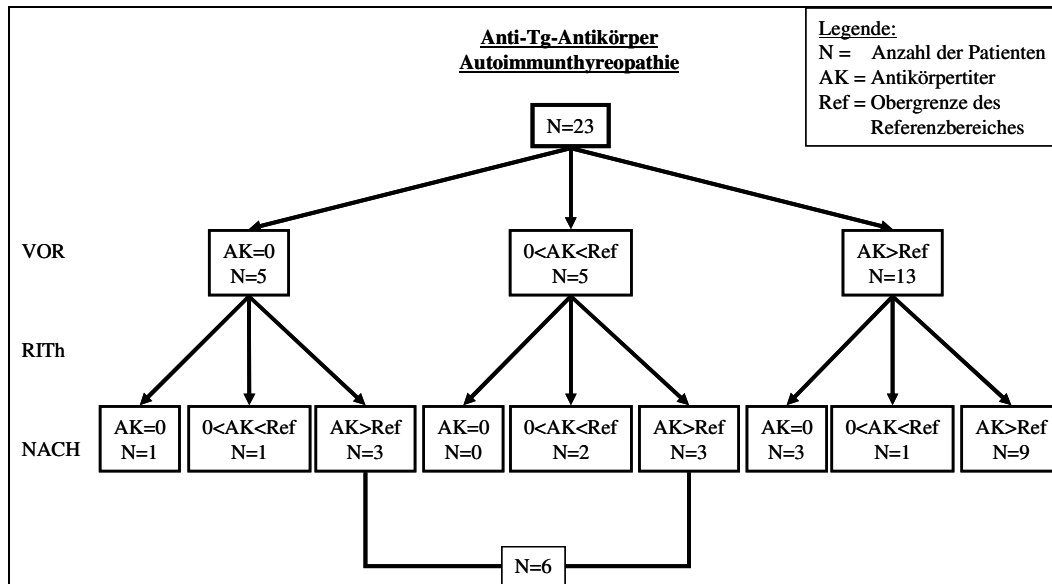 Anti-Tg-Antikörper
Autoimmunthyreopathie
Legende:
N = Anzahl der Patienten
AK = Antikörpertiter
Ref = Obergrenze des
Referenzbereiches
N=23
VOR
AK=0
N=5
0<AK<Ref
N=5
AK>Ref
N=13
RITh
NACH
AK=0
N=1
0<AK<Ref
N=1
AK>Ref
N=3
AK=0
N=0
0<AK<Ref
N=2
AK>Ref
N=3
AK=0
N=3
0<AK<Ref
N=1
AK>Ref
N=9
N=6